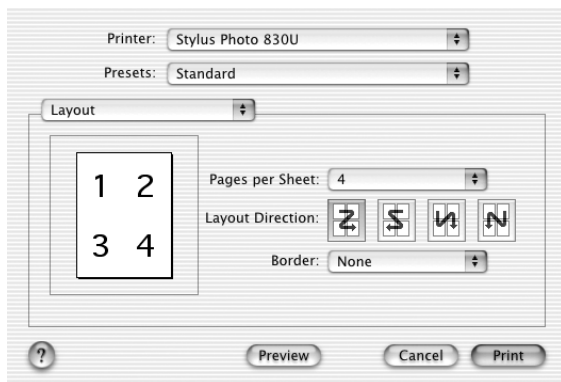 Printer: Stylus Photo 830U
Presets: Standard
Layout
1 2
3 4
Pages per Sheet: 4
Layout Direction:
Border: None
? Preview Cancel Print